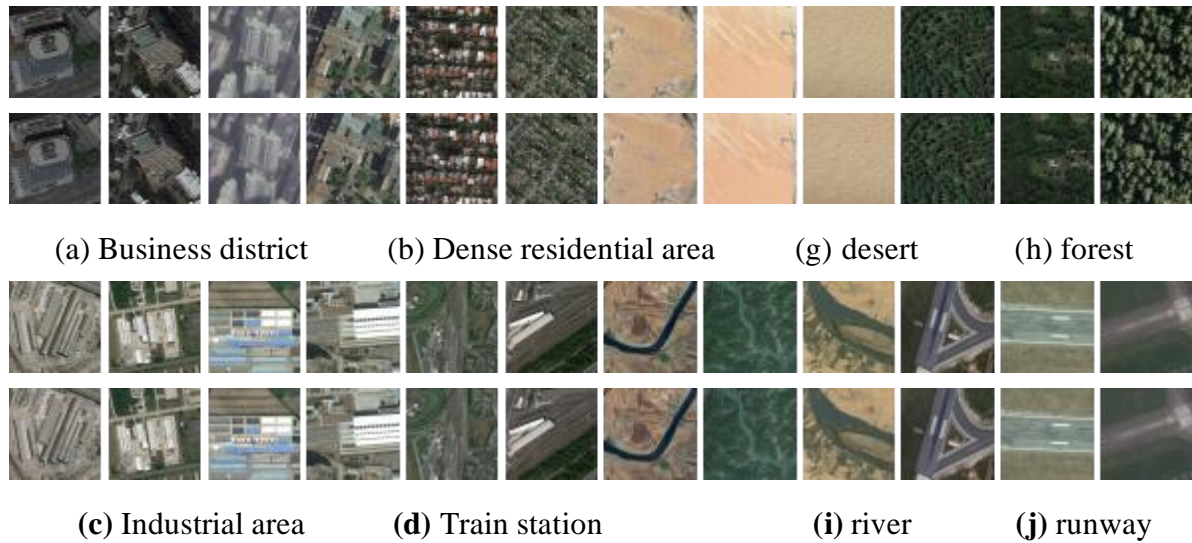 (a) Business district (b) Dense residential area (g) desert (h) forest
(c) Industrial area (d) Train station (i) river (j) runway